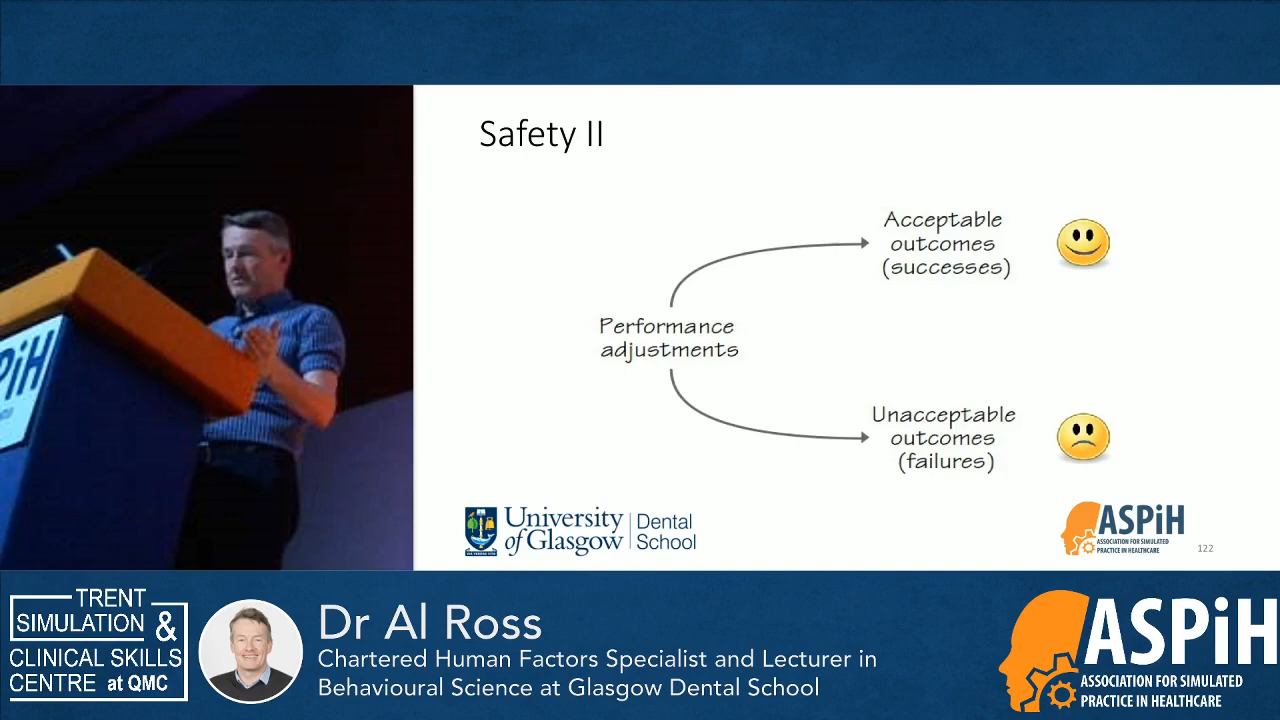 Safety II
Acceptable
outcomes
(successes)
Performance
adjustments
Unacceptable
outcomes
(failures)
PiH
University
of Glasgow
Dental
School
ASPiH
ASSOCIATION FOR SIMULATED
PRACTICE IN HEALTHCARE
122
TRENT
SIMULATION &
CLINICAL SKILLS
CENTRE at QMC
Dr Al Ross
Chartered Human Factors Specialist and Lecturer in
Behavioural Science at Glasgow Dental School
ASPiH
ASSOCIATION FOR SIMULATED
PRACTICE IN HEALTHCARE